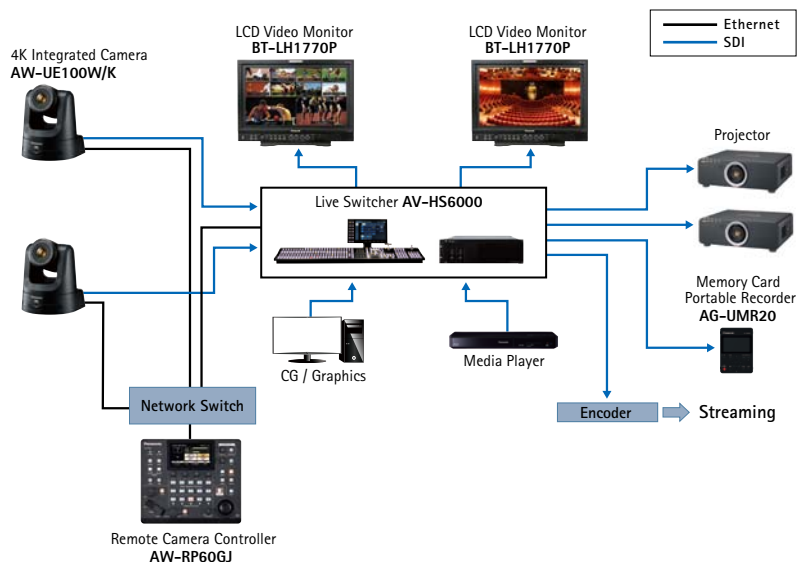 LCD Video Monitor
BT-LH1770P
LCD Video Monitor
BT-LH1770P
Ethernet
SDI
4K Integrated Camera
AW-UE100W/K
Projector
Live Switcher AV-HS6000
Memory Card
Portable Recorder
AG-UMR20
CG / Graphics
Media Player
Network Switch
Encoder
Streaming
Remote Camera Controller
AW-RP60GJ